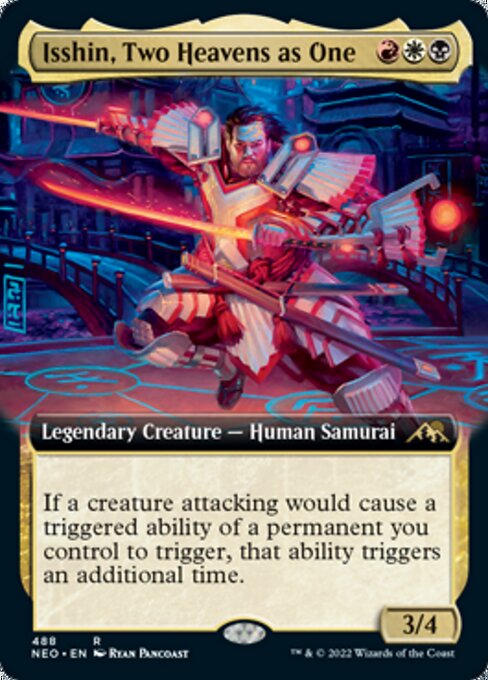 Isshin, Two Heavens as One
Legendary Creature — Human Samurai
If a creature attacking would cause a
triggered ability of a permanent you
control to trigger, that ability triggers
an additional time.
3/4
488 R
NEO • EN Ryan Pancoast
™ & © 2022 Wizards of the Coast